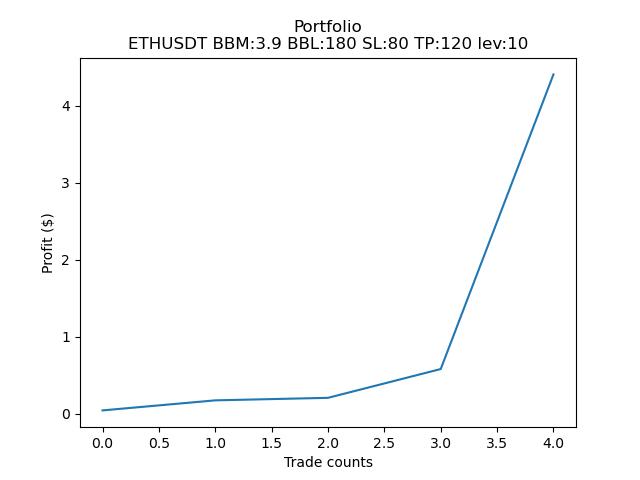 Portfolio
ETHUSDT BBM:3.9 BBL:180 SL:80 TP:120 lev:10
4
3
2
1
0
Profit ($)
0.0 0.5 1.0 1.5 2.0 2.5 3.0 3.5 4.0
Trade counts